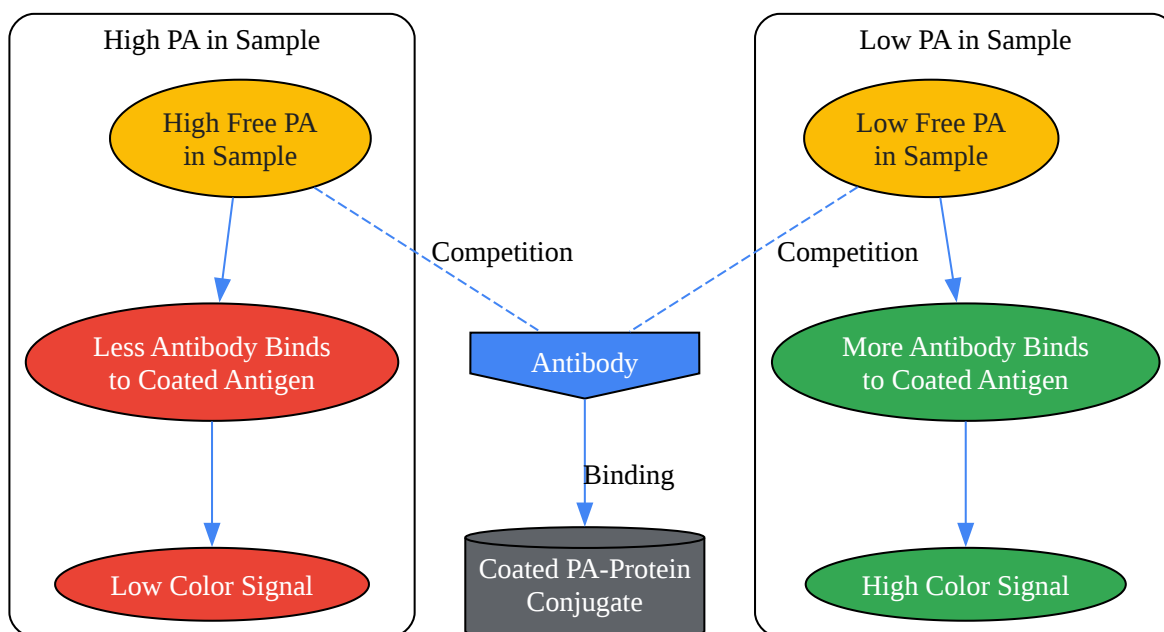 High PA in Sample
High Free PA
in Sample
Less Antibody Binds
to Coated Antigen
Low Color Signal
Competition
Antibody
Binding
Coated PA-Protein
Conjugate
Low PA in Sample
Low Free PA
in Sample
Competition
More Antibody Binds
to Coated Antigen
High Color Signal